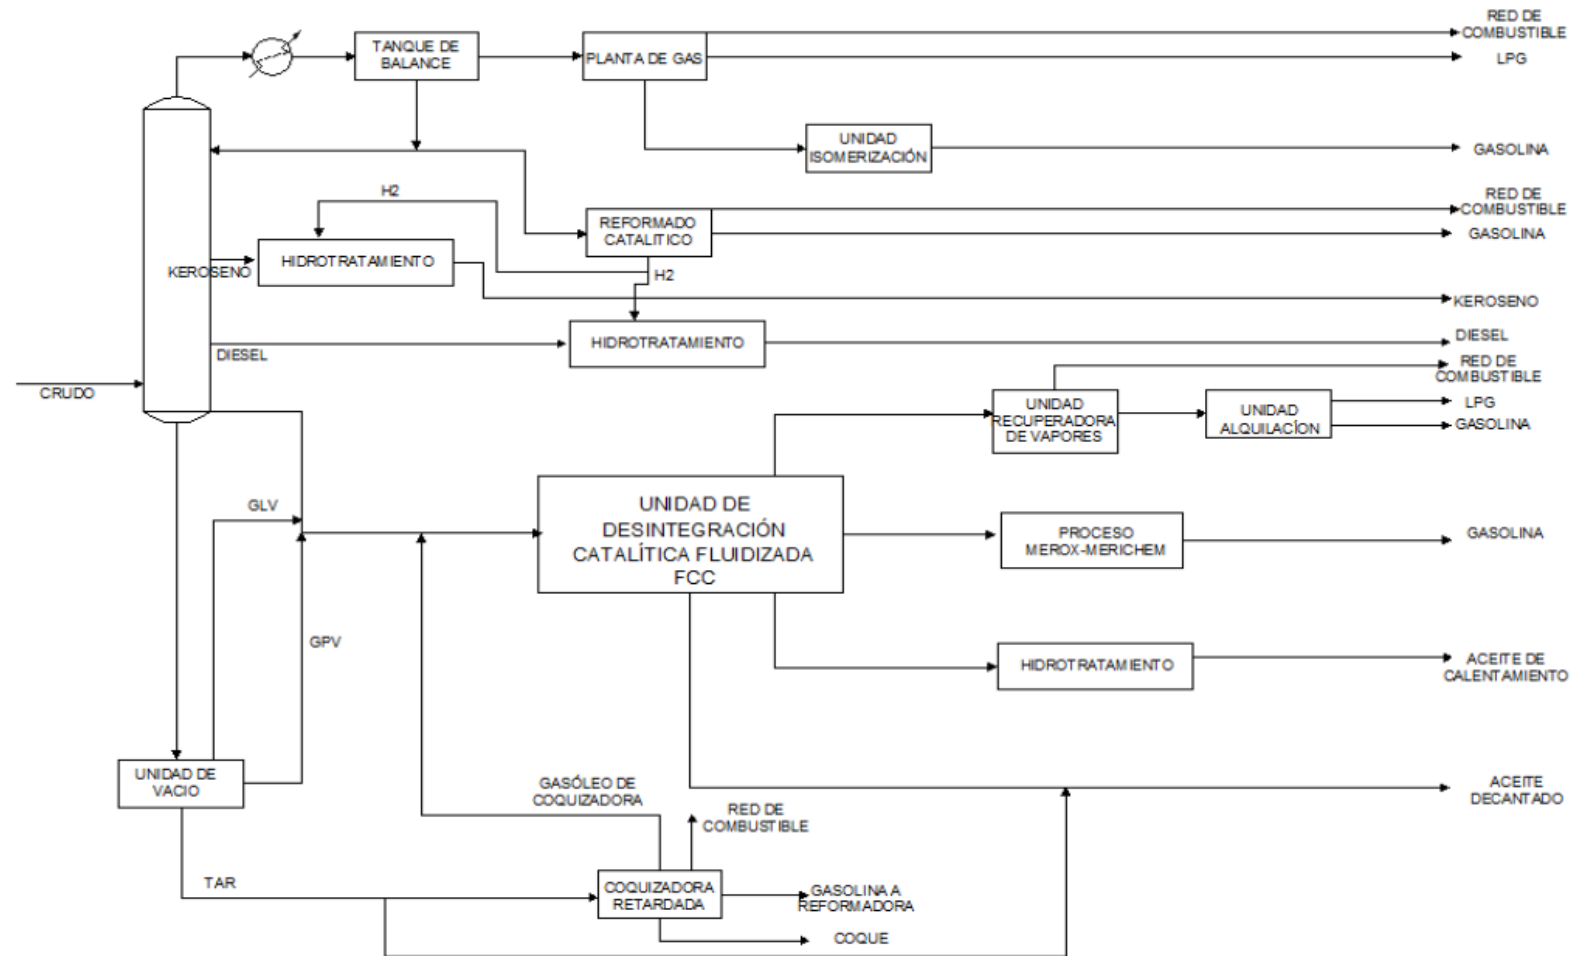 RED DE
COMBUSTIBLE
TANQUE DE
BALANCE
PLANTA DE GAS
LPG
UNIDAD
ISOMERIZACIÓN
GASOLINA
H2
RED DE
COMBUSTIBLE
REFORMADO
CATALITICO
GASOLINA
KEROSENO
HIDROTRATAMIENTO
H2
KEROSENO
DIESEL
HIDROTRATAMIENTO
DIESEL
CRUDO
RED DE
COMBUSTIBLE
UNIDAD
RECUPERADORA
DE VAPORES
UNIDAD
ALQUILACÍON
LPG
GASOLINA
GLV
UNIDAD DE
DESINTEGRACIÓN
CATALÍTICA FLUIDIZADA
FCC
PROCESO
MEROX-MERICHEM
GASOLINA
GPV
HIDROTRATAMIENTO
ACEITE DE
CALENTAMIENTO
UNIDAD DE
VACIO
GASÓLEO DE
COQUIZADORA
RED DE
COMBUSTIBLE
ACEITE
DECANTADO
TAR
COQUIZADORA
RETARDADA
GASOLINA A
REFORMADORA
COQUE